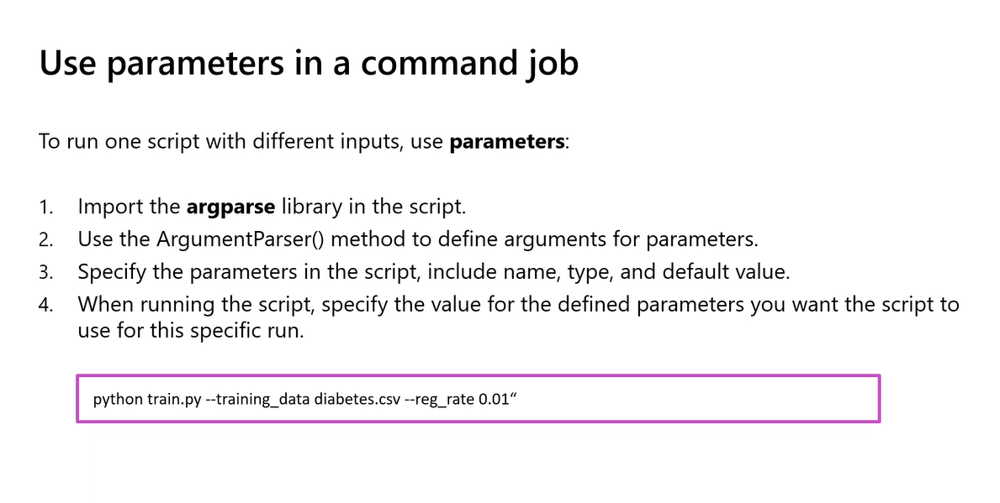 Use parameters in a command job
To run one script with different inputs, use parameters:
1. Import the argparse library in the script.
2. Use the ArgumentParser() method to define arguments for parameters.
3. Specify the parameters in the script, include name, type, and default value.
4. When running the script, specify the value for the defined parameters you want the script to
use for this specific run.
python train.py --training_data diabetes.csv --reg_rate 0.01“